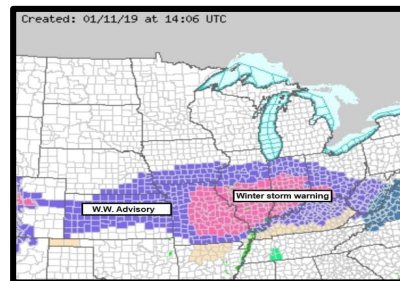 Created: 01/11/19 at 14:06 UTC
Winter storm warning
W.W. Advisory